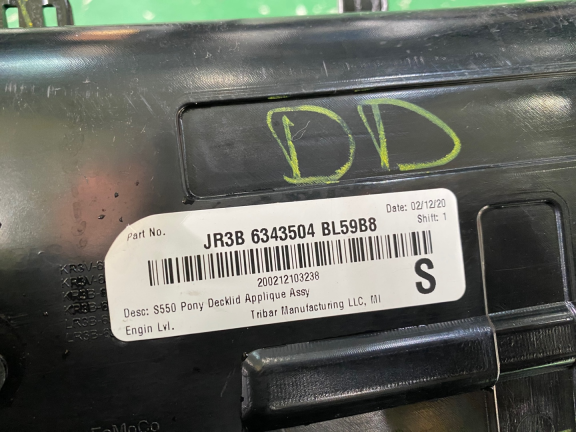 DD
Part No.
JR3B 6343504 BL59B8
Date: 02/12/20
Shift: 1
200212103238
S
Desc: S550 Pony Decklid Applique Assy
Engin Lvl.
Tribar Manufacturing LLC, MI
FoMoCo